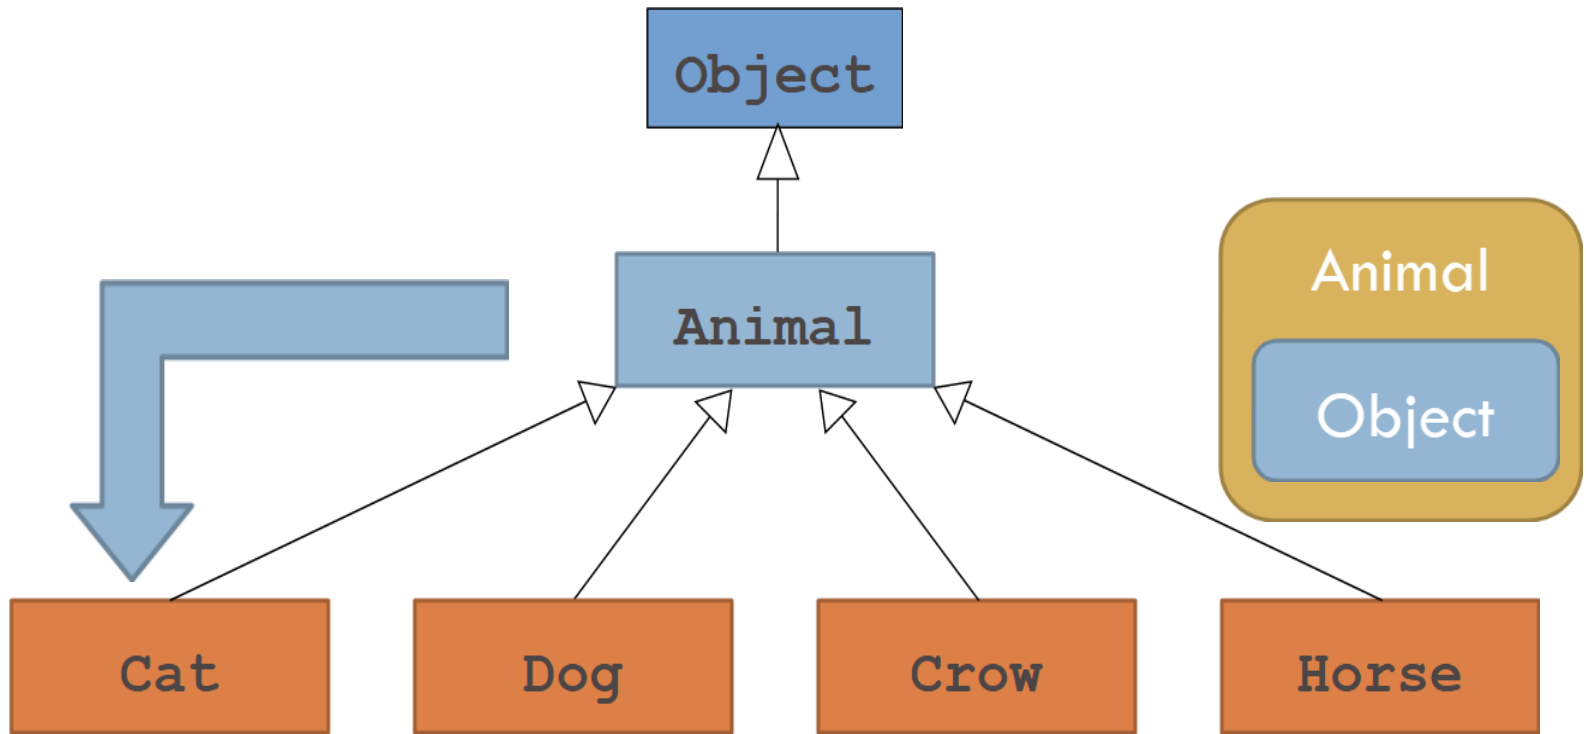 Object
Animal
Animal
Object
Cat
Dog
Crow
Horse